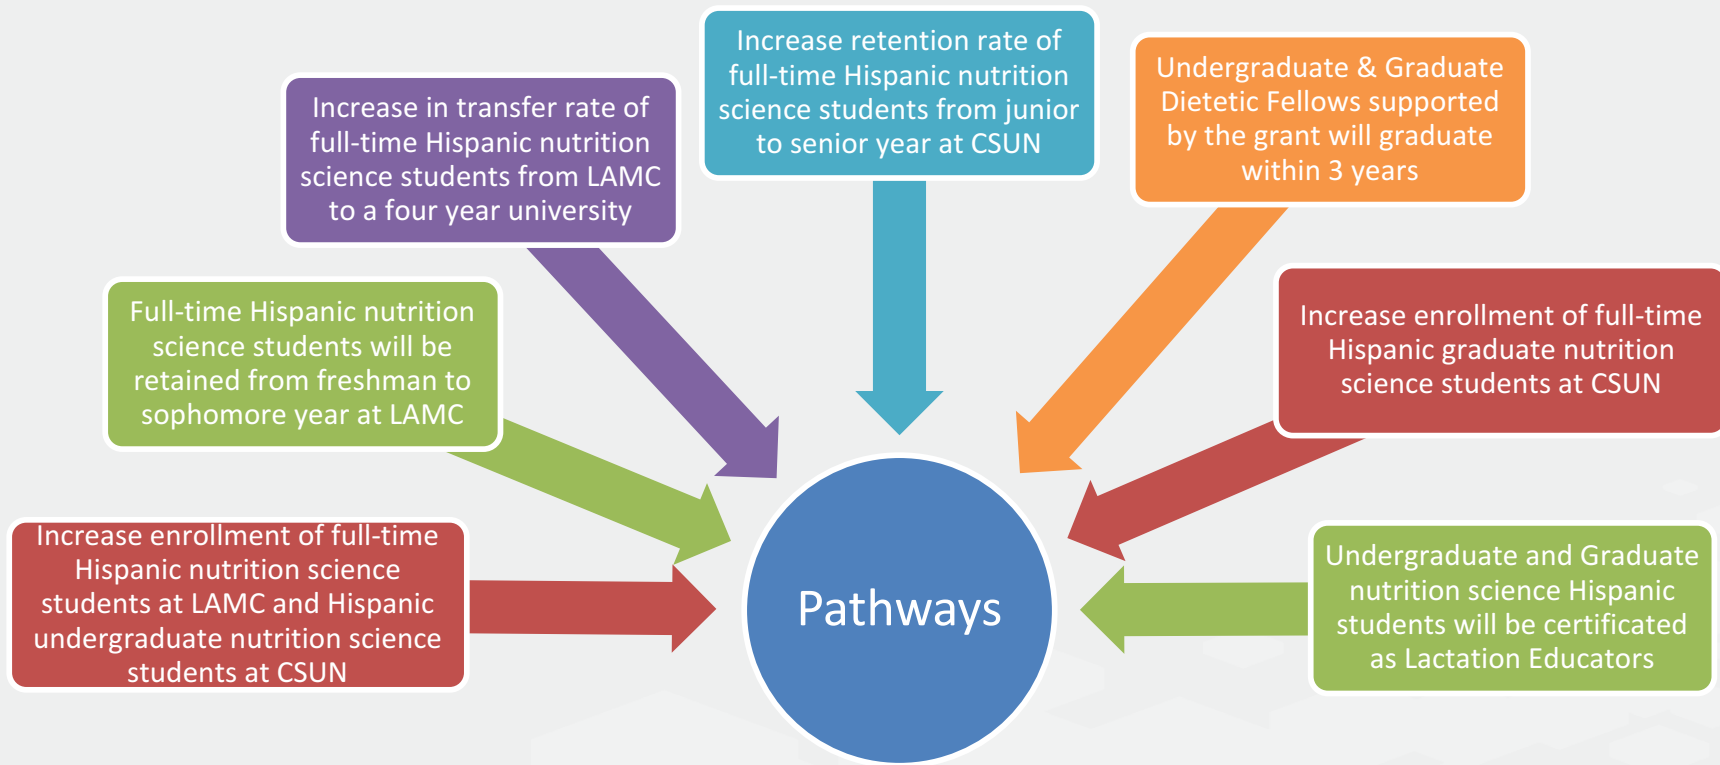 Increase enrollment of full-time
Hispanic nutrition science
students at LAMC and Hispanic
undergraduate nutrition science
students at CSUN
Full-time Hispanic nutrition
science students will be
retained from freshman to
sophomore year at LAMC
Increase in transfer rate of
full-time Hispanic nutrition
science students from LAMC
to a four year university
Increase retention rate of
full-time Hispanic nutrition
science students from junior
to senior year at CSUN
Undergraduate & Graduate
Dietetic Fellows supported
by the grant will graduate
within 3 years
Increase enrollment of full-time
Hispanic graduate nutrition
science students at CSUN
Undergraduate and Graduate
nutrition science Hispanic
students will be certificated
as Lactation Educators
Pathways